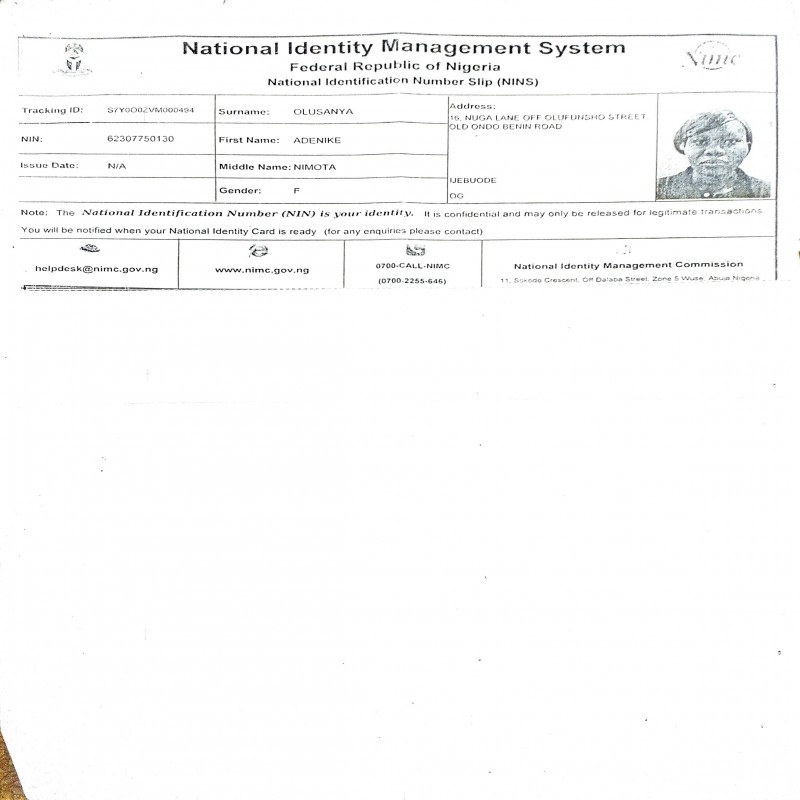 National Identity Management System
Federal Republic of Nigeria
National Identification Number Slip (NINS)
Nimc
Tracking ID: S7Y0O0ZVM000494
Surname: OLUSANYA
Address:
16, NUGA LANE OFF OLUFUNSHO STREET
OLD ONDO BENIN ROAD
NIN: 62307750130
First Name: ADENIKE
Issue Date: N/A
Middle Name: NIMOTA
IJEBUODE
Gender: F
OG
Note: The National Identification Number (NIN) is your identity. It is confidential and may only be released for legitimate transactions.
You will be notified when your National Identity Card is ready (for any enquiries please contact)
helpdesk@nimc.gov.ng
www.nimc.gov.ng
0700-CALL-NIMC
(0700-2255-646)
National Identity Management Commission
11, Sokode Crescent, Off Dalaba Street, Zone 5 Wuse, Abuja Nigeria